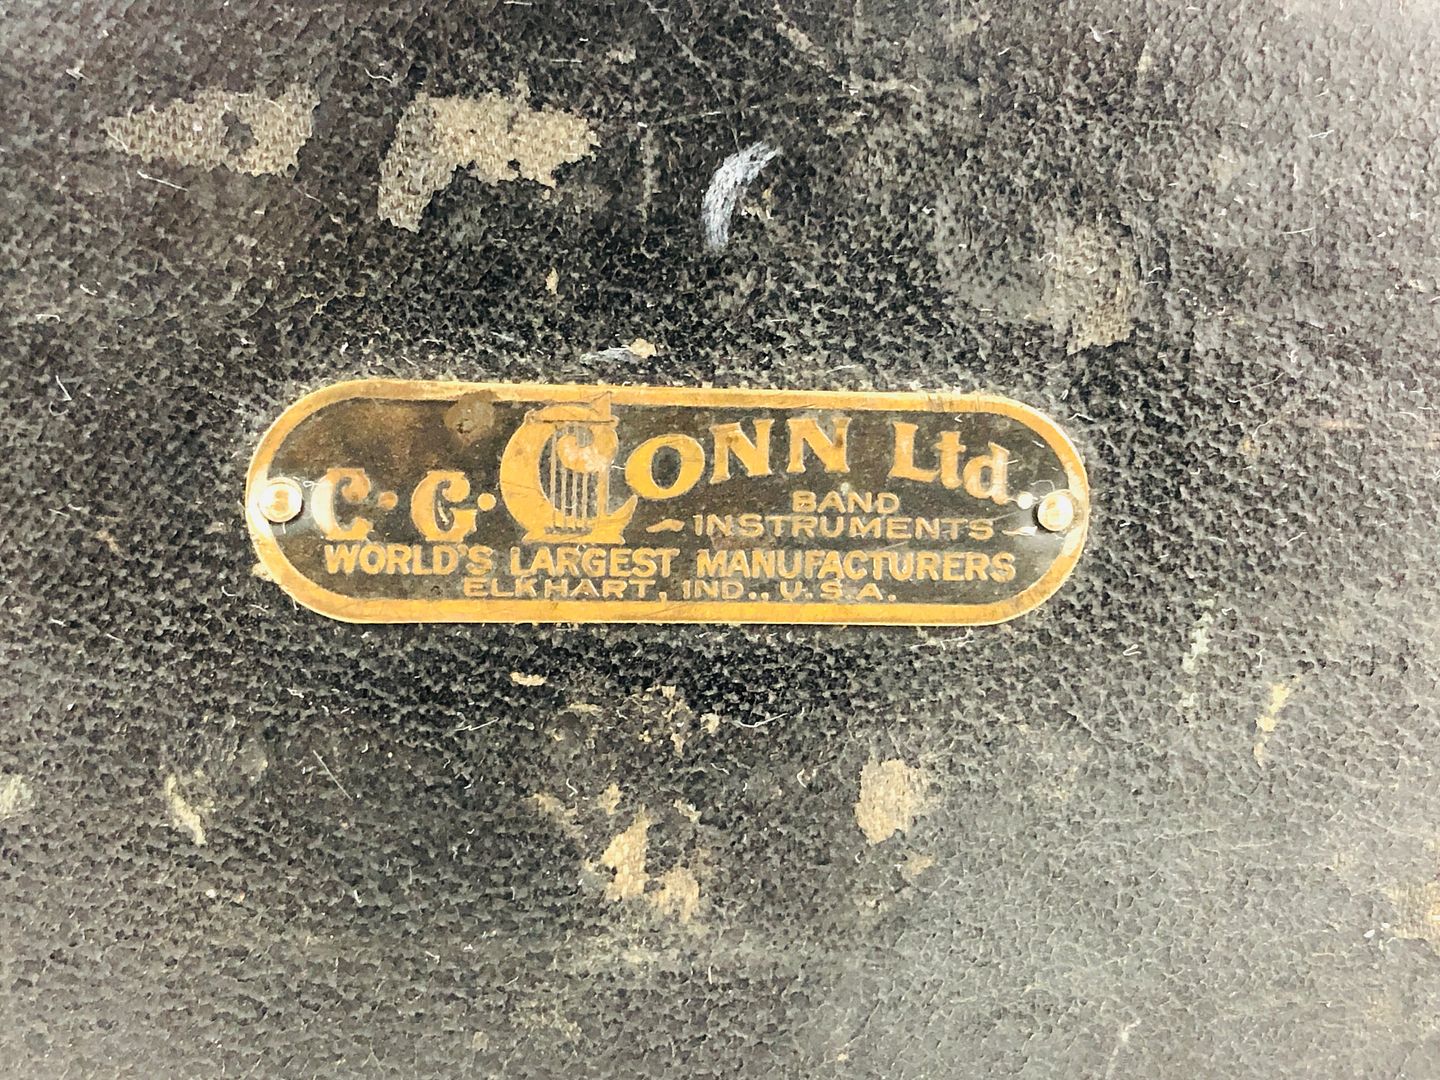 C. G. Conn Ltd.
BAND
INSTRUMENTS
WORLD'S LARGEST MANUFACTURERS
ELKHART, IND., U.S.A.